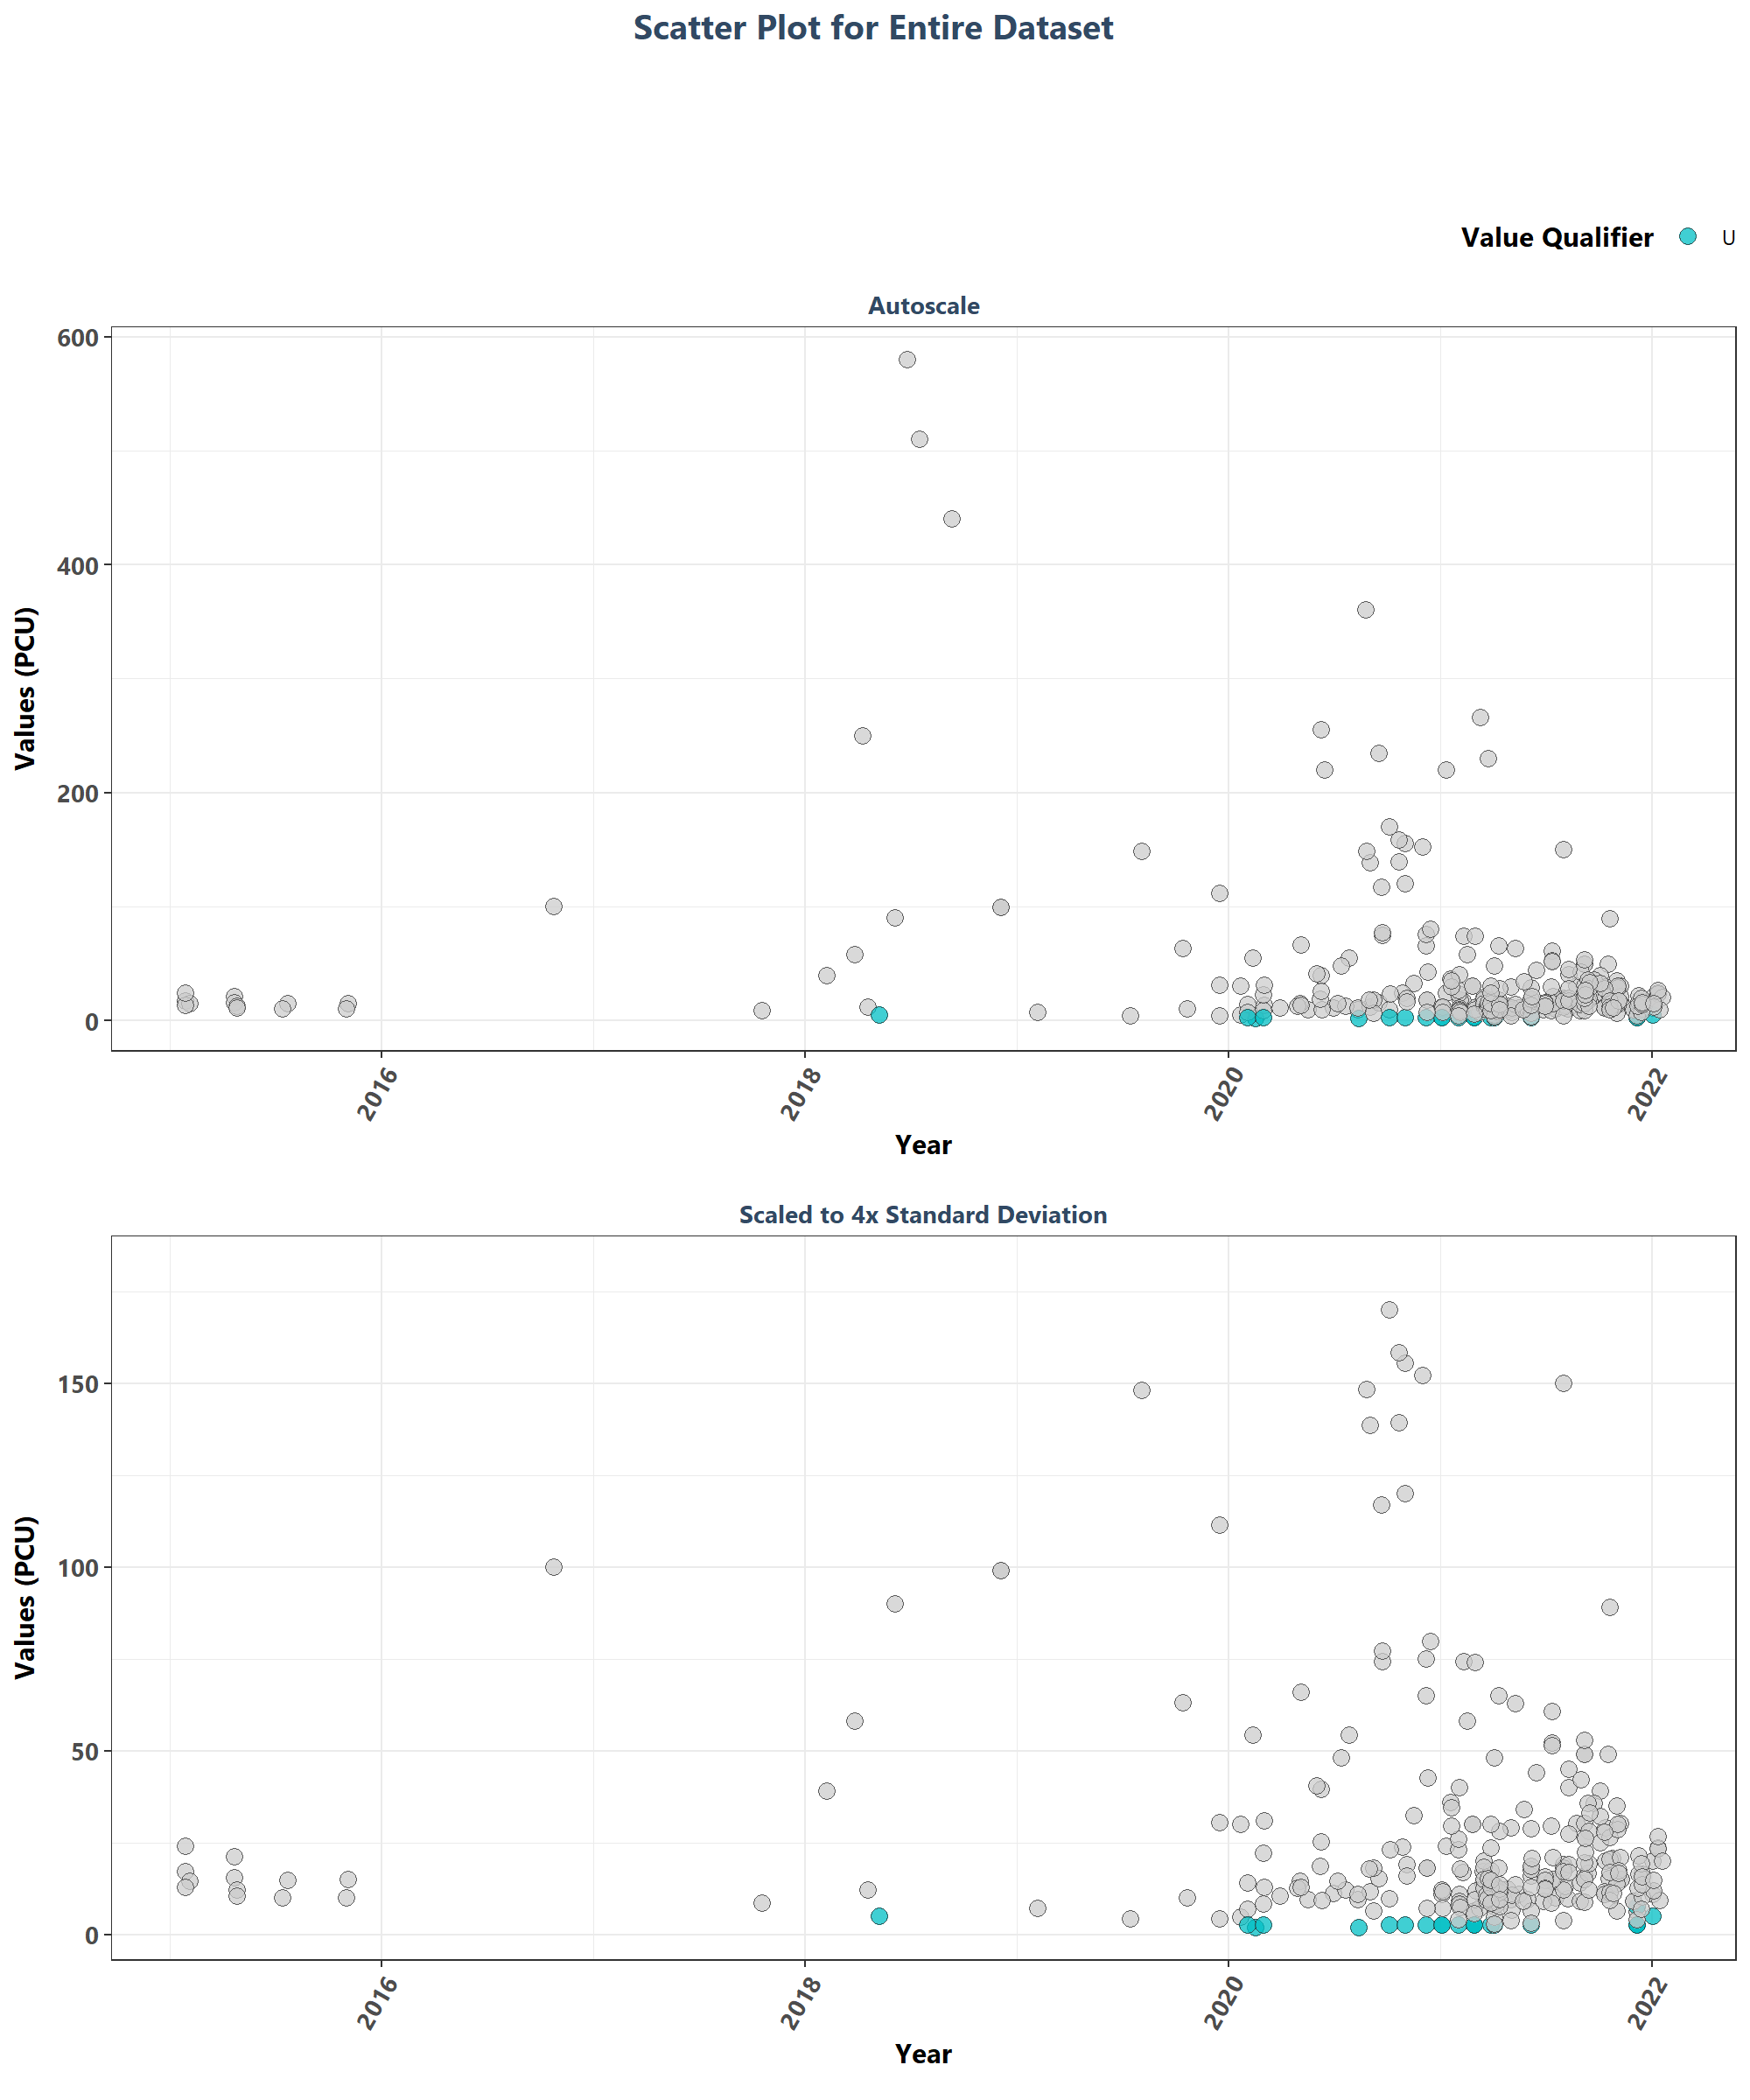 Scatter Plot for Entire Dataset
Value Qualifier U
Autoscale
600
400
200
0
Values (PCU)
2016 2018 2020 2022
Year
Scaled to 4x Standard Deviation
150
100
50
0
Values (PCU)
2016 2018 2020 2022
Year